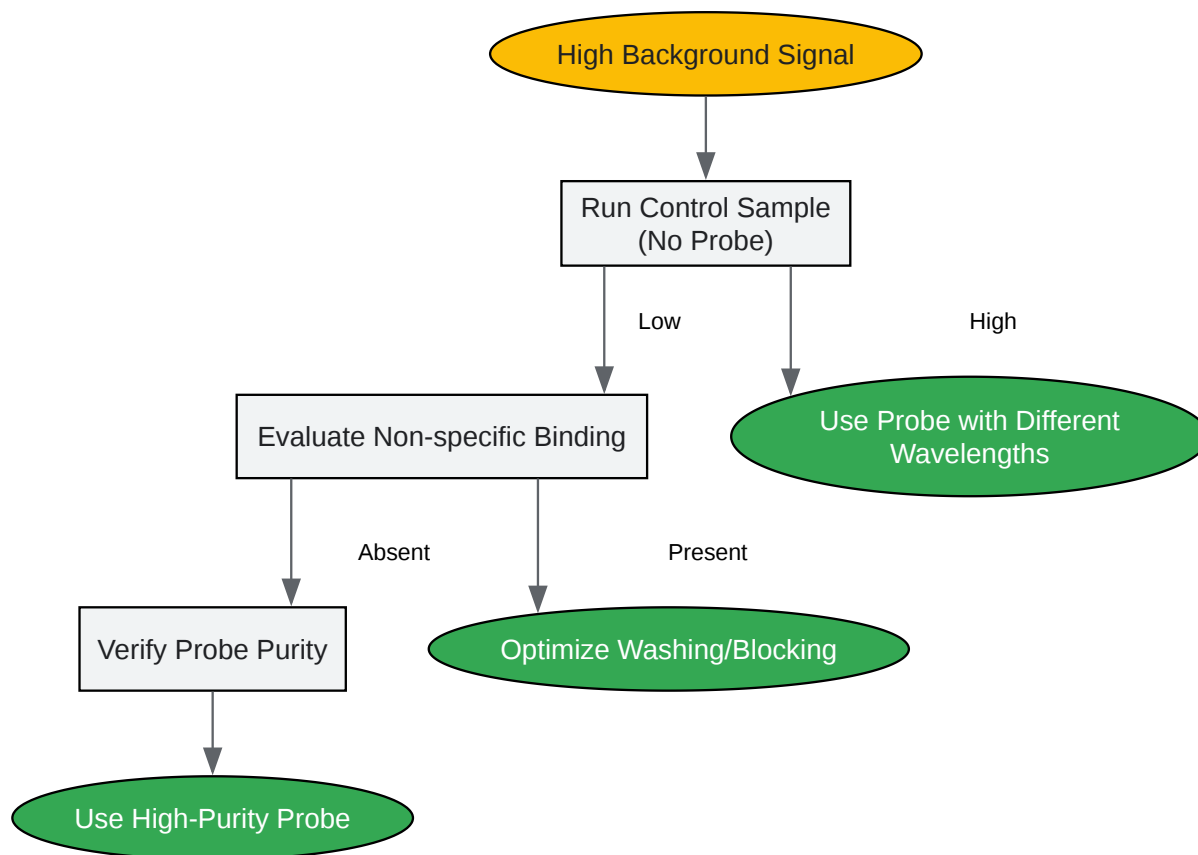 High Background Signal
Run Control Sample
(No Probe)
Low
High
Use Probe with Different
Wavelengths
Evaluate Non-specific Binding
Absent
Present
Verify Probe Purity
Optimize Washing/Blocking
Use High-Purity Probe